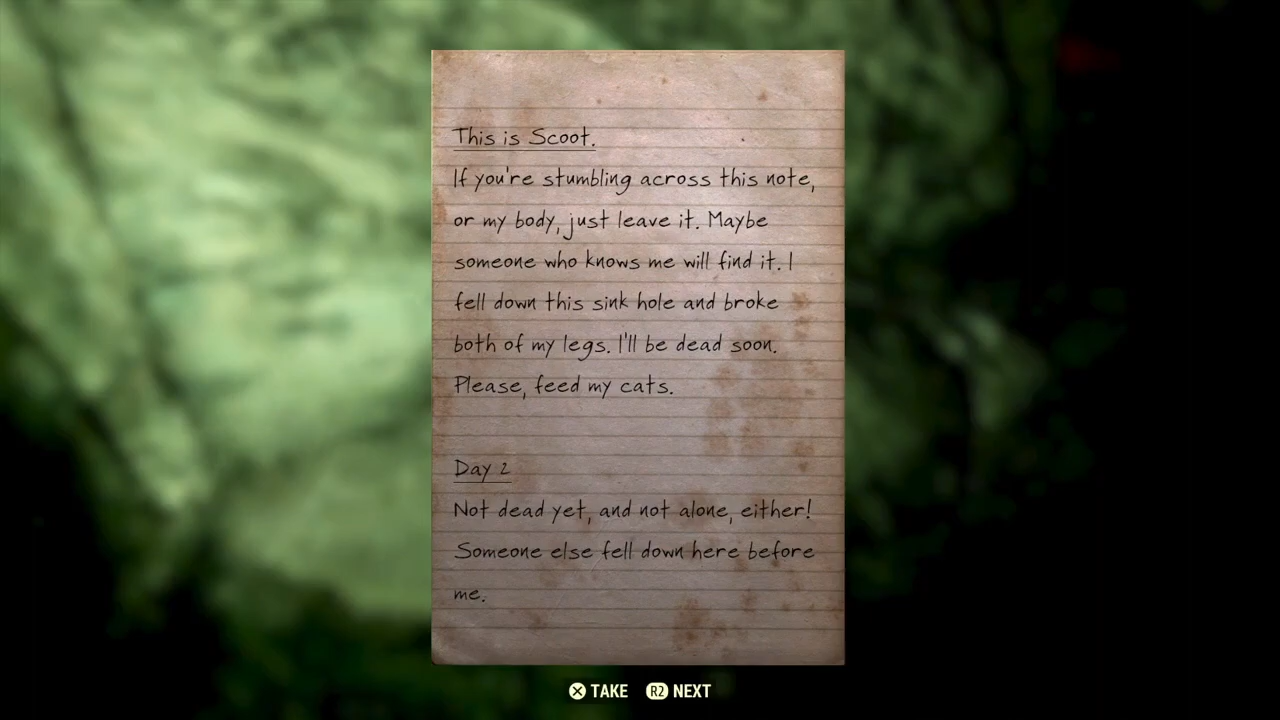 This is Scoot.
If you're stumbling across this note,
or my body, just leave it. Maybe
someone who knows me will find it. I
fell down this sink hole and broke
both of my legs. I'll be dead soon.
Please, feed my cats.
Day 2
Not dead yet, and not alone, either!
Someone else fell down here before
me.
TAKE R2 NEXT